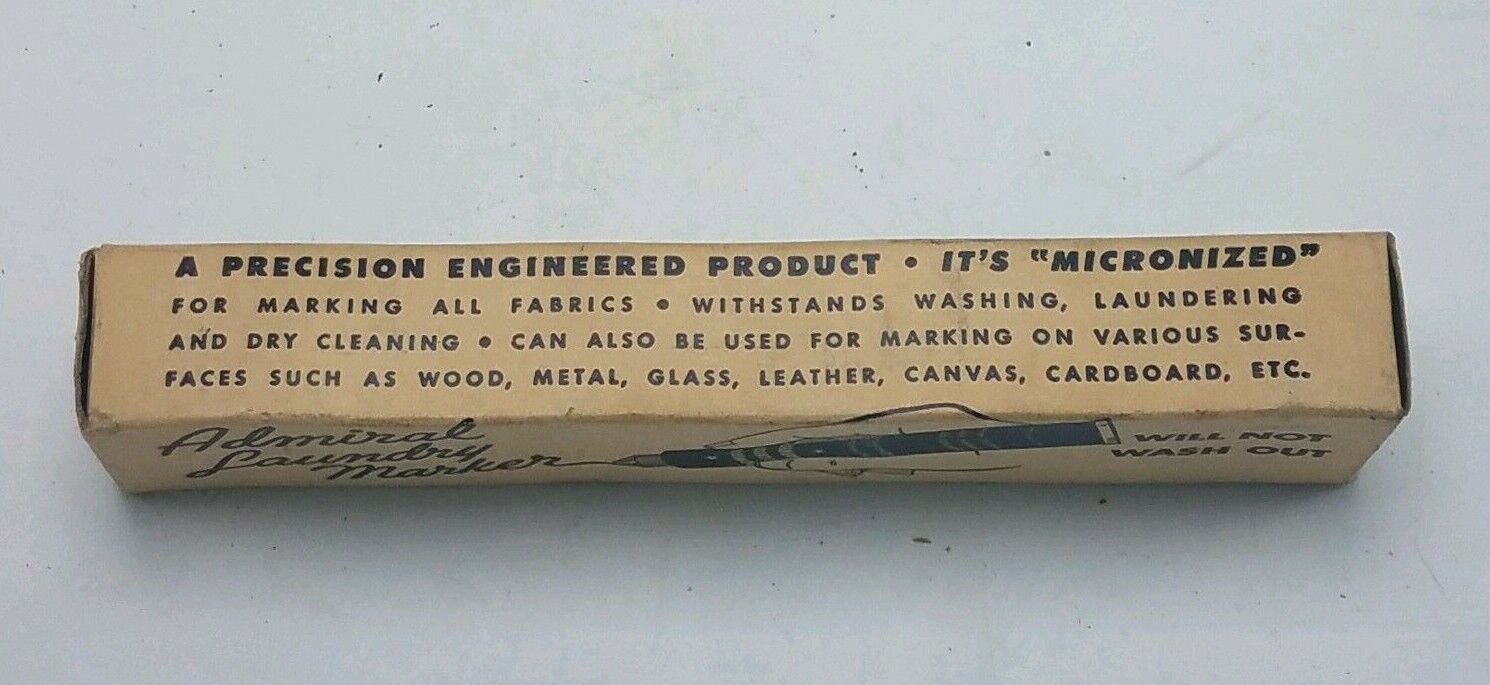 A PRECISION ENGINEERED PRODUCT • IT'S "MICRONIZED"
FOR MARKING ALL FABRICS • WITHSTANDS WASHING, LAUNDERING
AND DRY CLEANING • CAN ALSO BE USED FOR MARKING ON VARIOUS SUR-
FACES SUCH AS WOOD, METAL, GLASS, LEATHER, CANVAS, CARDBOARD, ETC.
Admiral
Laundry
Marker
WILL NOT
WASH OUT